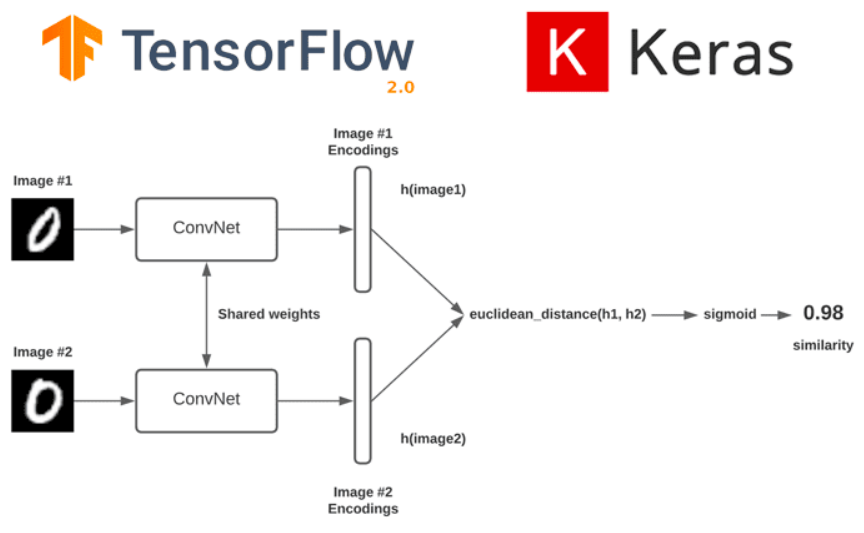 TensorFlow
2.0
K Keras
Image #1
Encodings
Image #1
h(image1)
ConvNet
Shared weights
euclidean_distance(h1, h2)
sigmoid
0.98
similarity
Image #2
ConvNet
h(image2)
Image #2
Encodings